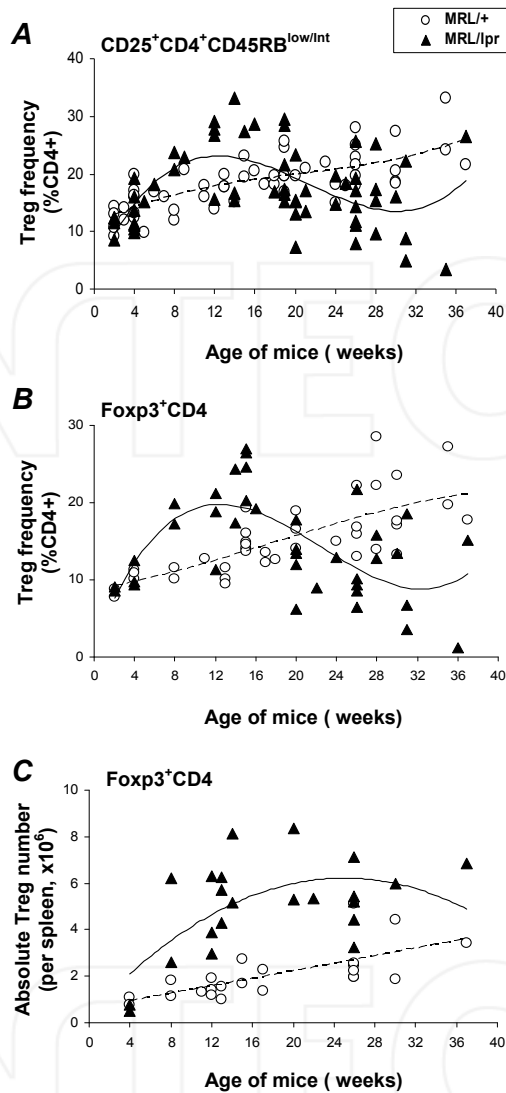 A CD25⁺CD4⁺CD45RB^low/Int
MRL/+
MRL/lpr
Treg frequency
(%CD4+)
40
30
20
10
0
0 4 8 12 16 20 24 28 32 36 40
Age of mice ( weeks)
B Foxp3⁺CD4
Treg frequency
(%CD4+)
30
20
10
0
0 4 8 12 16 20 24 28 32 36 40
Age of mice ( weeks)
C Foxp3⁺CD4
Absolute Treg number
(per spleen, x10⁶)
10
8
6
4
2
0
0 4 8 12 16 20 24 28 32 36 40
Age of mice ( weeks)
NTEC
NTEC